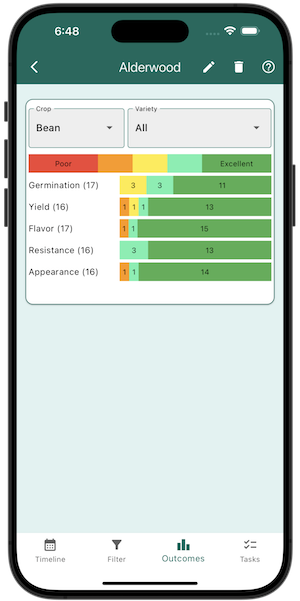 6:48
Alderwood
Crop
Variety
Bean
All
Poor
Excellent
Germination (17) 3 3 11
Yield (16) 1 1 1 13
Flavor (17) 1 1 15
Resistance (16) 3 13
Appearance (16) 1 1 14
Timeline
Filter
Outcomes
Tasks